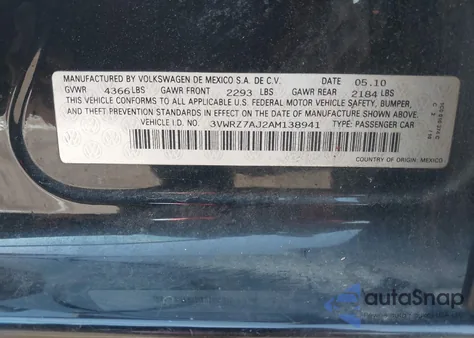 MANUFACTURED BY VOLKSWAGEN DE MEXICO S.A. DE C.V. 05.10
GVWR 4366 LBS GAWR FRONT 2293 LBS GAWR REAR 2184 LBS
THIS VEHICLE CONFORMS TO ALL APPLICABLE U.S. FEDERAL MOTOR VEHICLE SAFETY, BUMPER,
AND THEFT PREVENTION STANDARDS IN EFFECT ON THE DATE OF MANUFACTURE SHOWN ABOVE
VEHICLE I.D. NO. 3VWRZ7AJ2AM138941 TYPE: PASSENGER CAR
COUNTRY OF ORIGIN, MEXICO
autoSnap